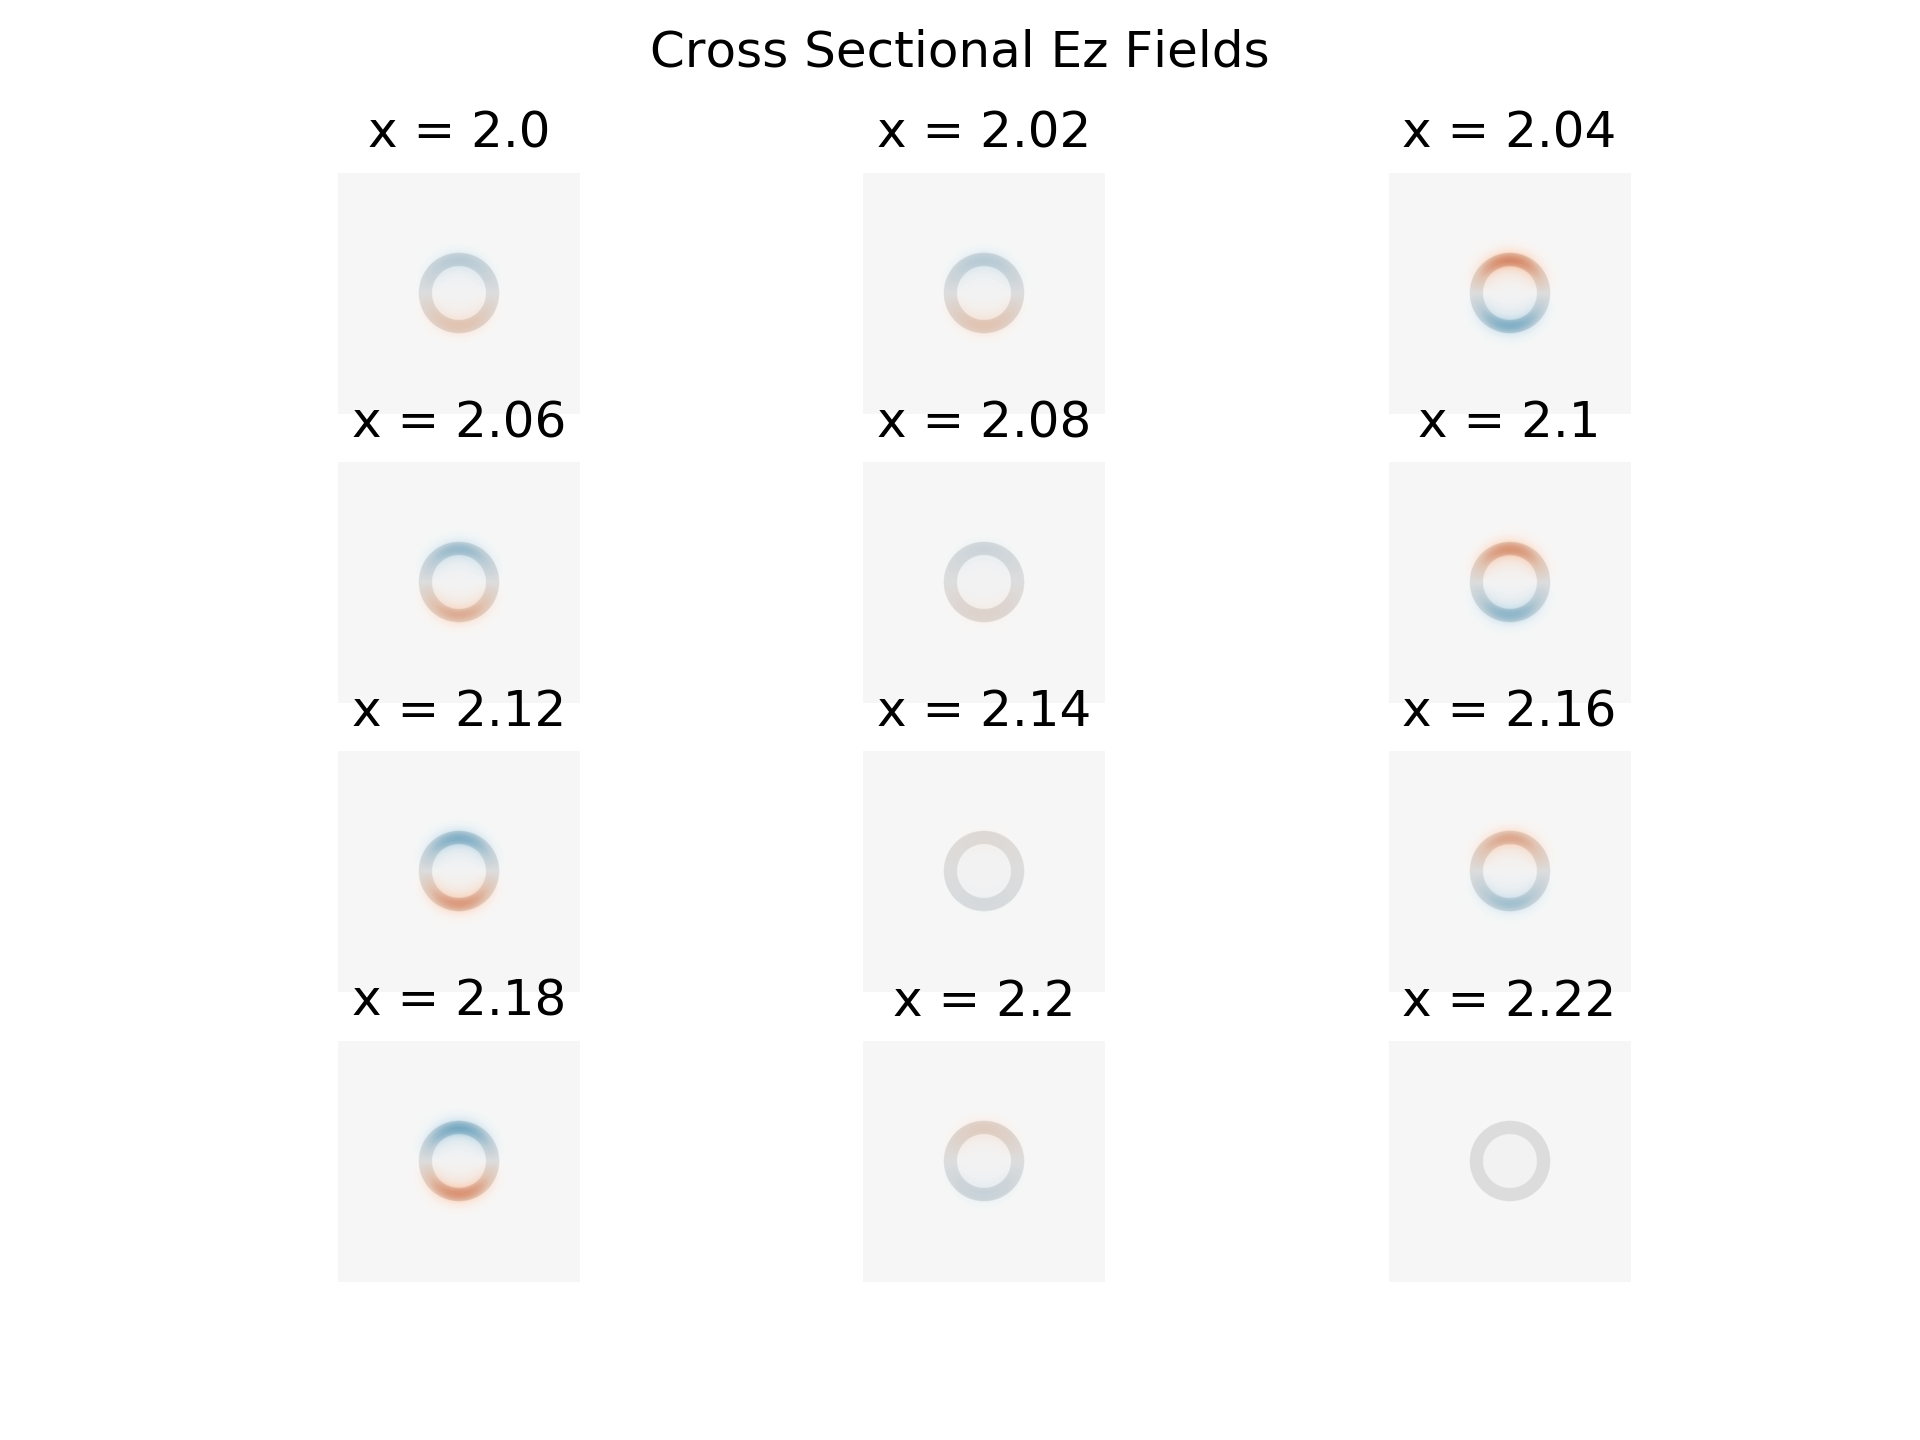 Cross Sectional Ez Fields
x = 2.0 x = 2.02 x = 2.04
x = 2.06 x = 2.08 x = 2.1
x = 2.12 x = 2.14 x = 2.16
x = 2.18 x = 2.2 x = 2.22